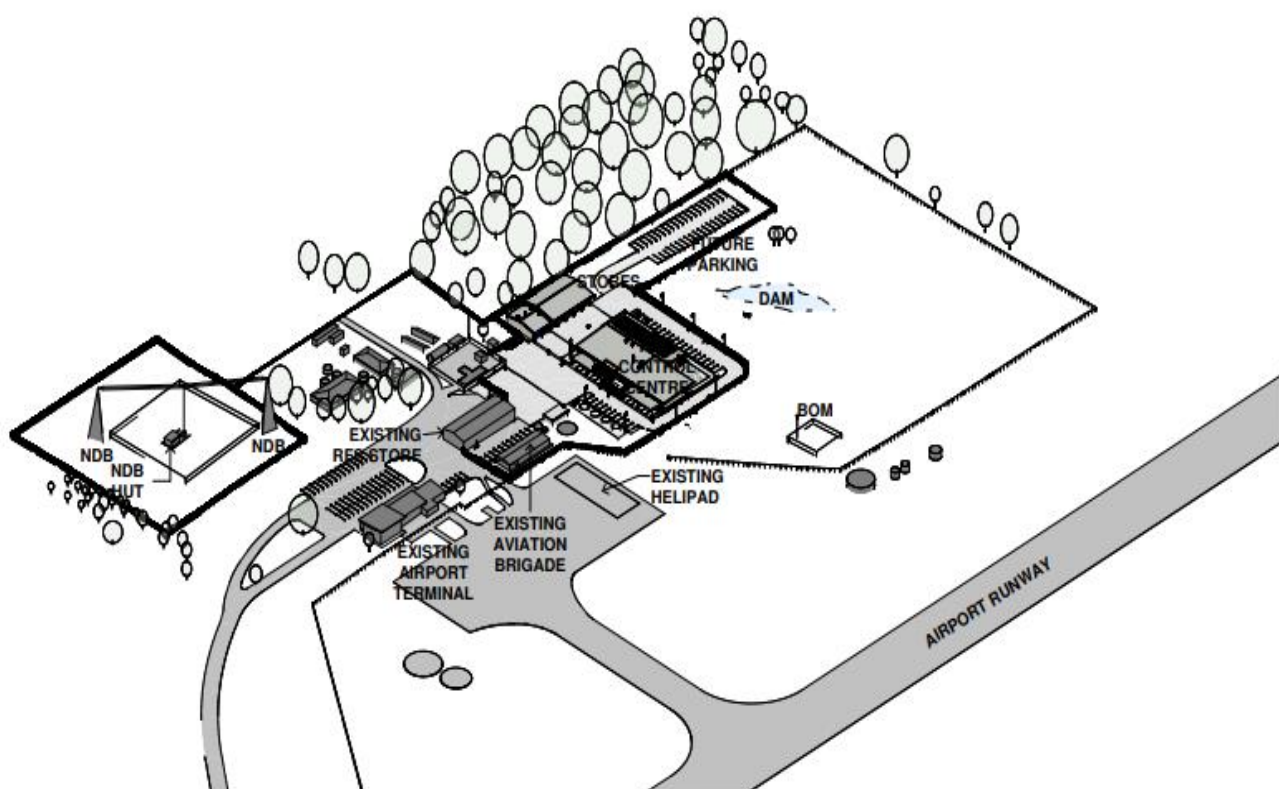 FUTURE
PARKING
STORES
DAM
CONTROL
CENTRE
BOM
EXISTING
RFS STORE
NDB
NDB
NDB
HUT
EXISTING
HELIPAD
EXISTING
AVIATION
BRIGADE
EXISTING
AIRPORT
TERMINAL
AIRPORT RUNWAY